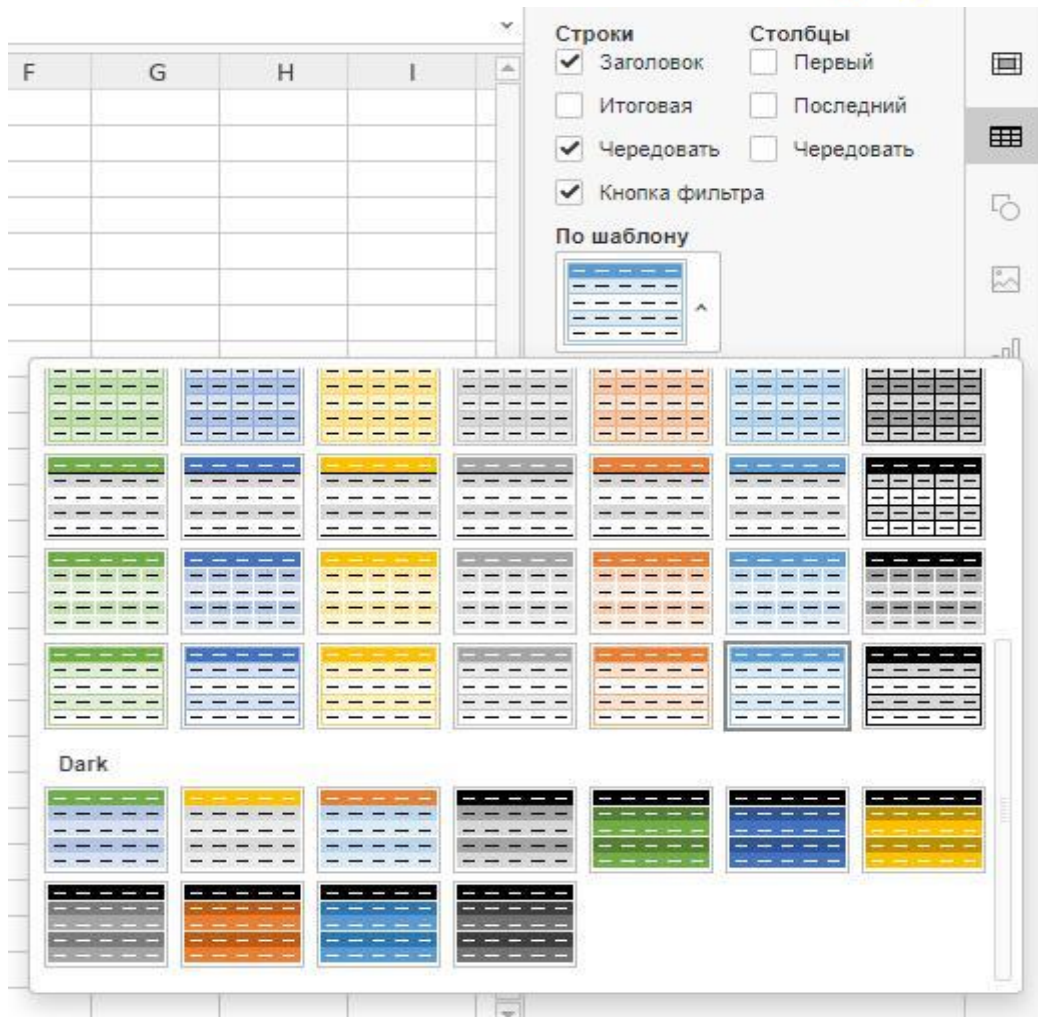 Строки Столбцы
F G H I
Заголовок Первый
Итоговая Последний
Чередовать Чередовать
Кнопка фильтра
По шаблону
Dark